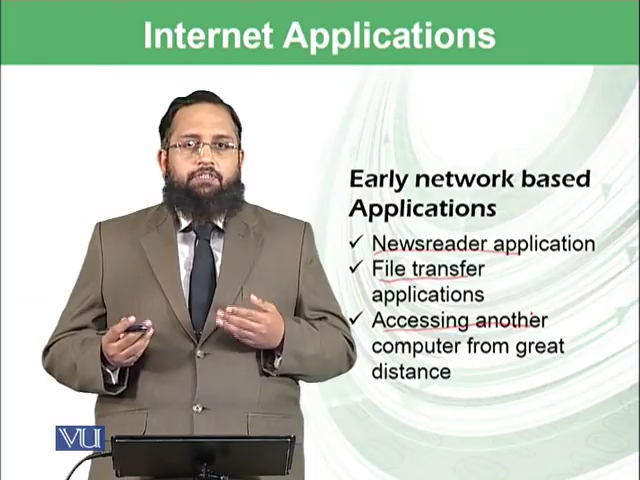 Internet Applications
Early network based
Applications
✓ Newsreader application
✓ File transfer
applications
✓ Accessing another
computer from great
distance
VU